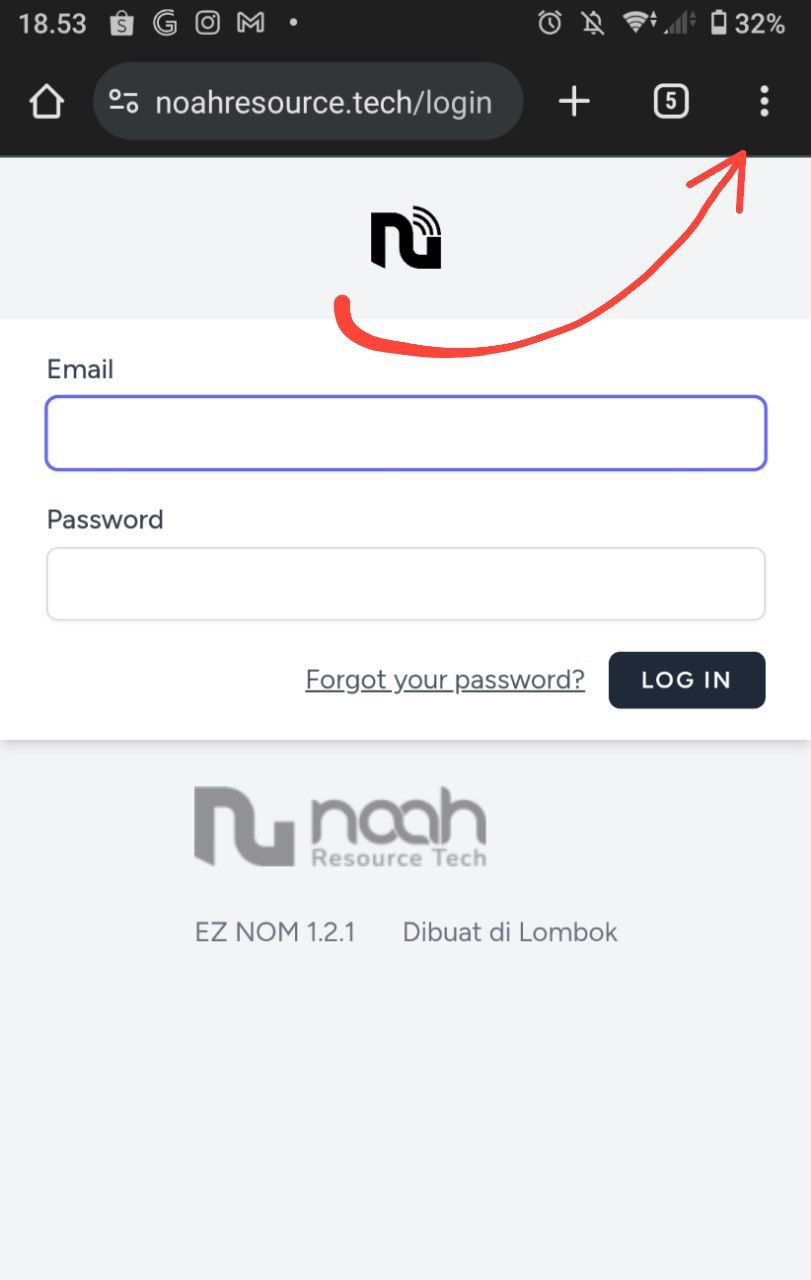 18.53 32%
noahresource.tech/login 5
Email
Password
Forgot your password? LOG IN
noah
Resource Tech
EZ NOM 1.2.1 Dibuat di Lombok